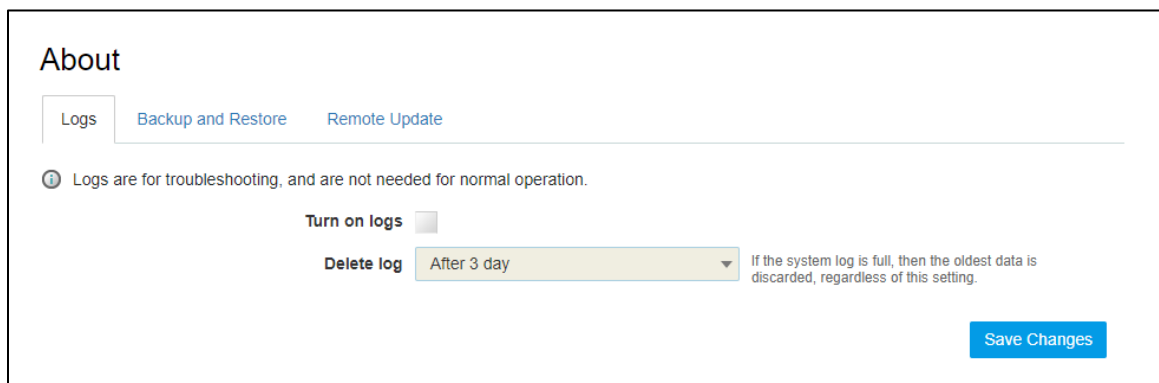 About
Logs Backup and Restore Remote Update
Logs are for troubleshooting, and are not needed for normal operation.
Turn on logs
Delete log After 3 day If the system log is full, then the oldest data is
discarded, regardless of this setting.
Save Changes